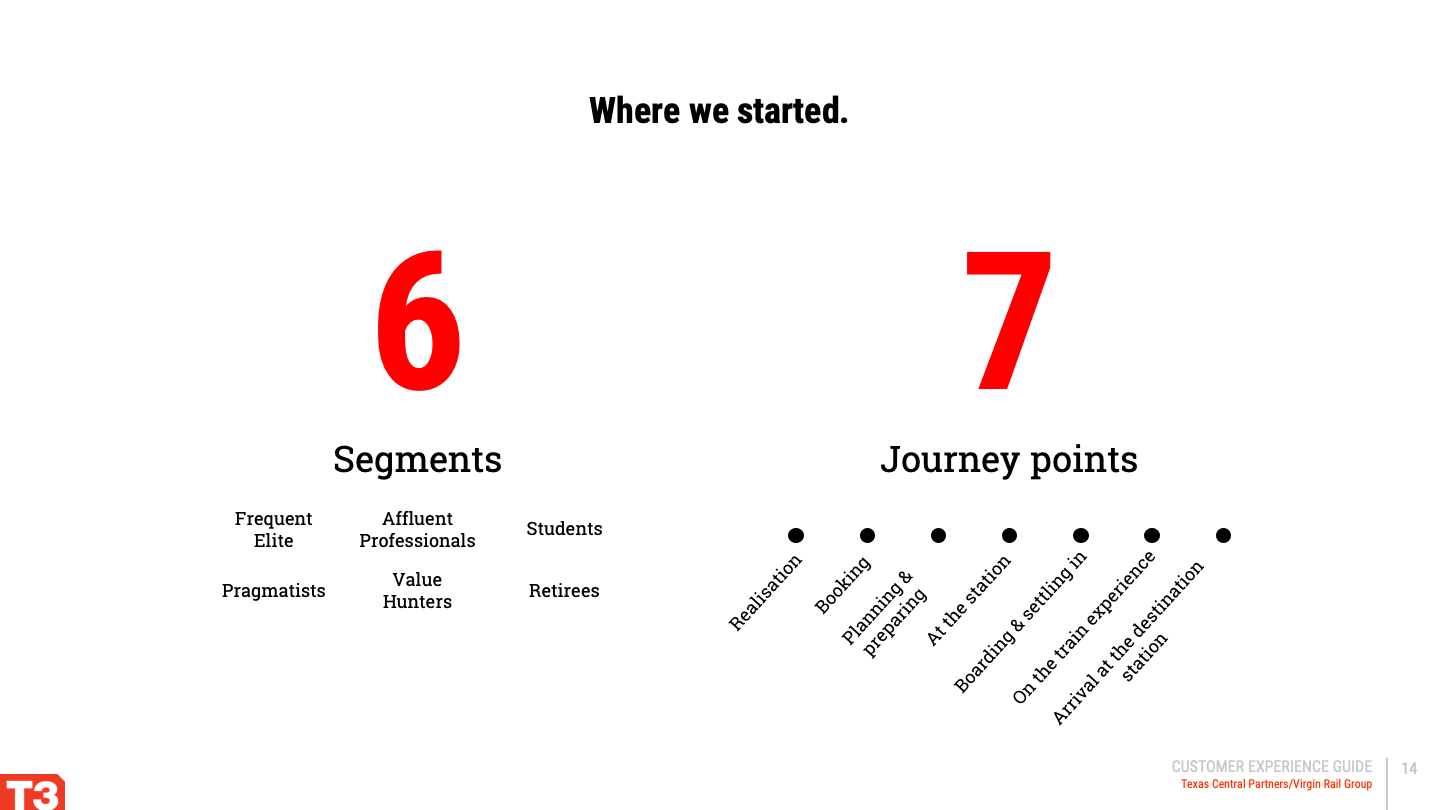 Where we started.
6
Segments
Frequent
Elite
Affluent
Professionals
Students
Pragmatists
Value
Hunters
Retirees
7
Journey points
Realisation
Booking
Planning &
preparing
At the station
Boarding & settling in
On the train experience
Arrival at the destination
station
T3
CUSTOMER EXPERIENCE GUIDE
Texas Central Partners/Virgin Rail Group
14